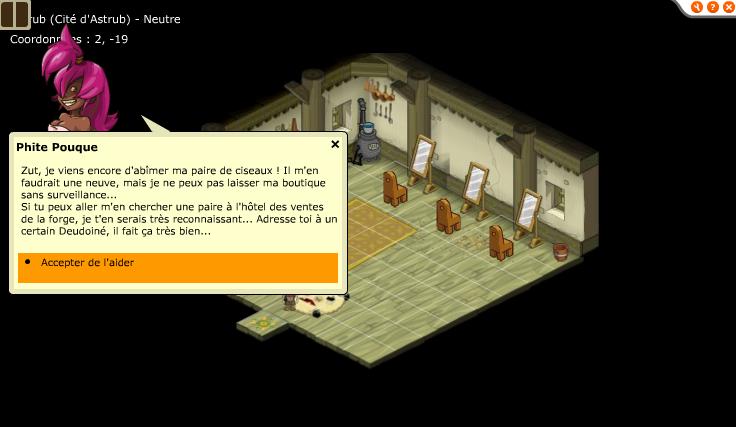 rub (Cité d'Astrub) - Neutre
Coordonn es : 2, -19
Phite Pouque
Zut, je viens encore d'abîmer ma paire de ciseaux ! Il m'en
faudrait une neuve, mais je ne peux pas laisser ma boutique
sans surveillance...
Si tu peux aller m'en chercher une paire à l'hôtel des ventes
de la forge, je t'en serais très reconnaissant... Adresse toi à un
certain Deudoiné, il fait ça très bien...
Accepter de l'aider